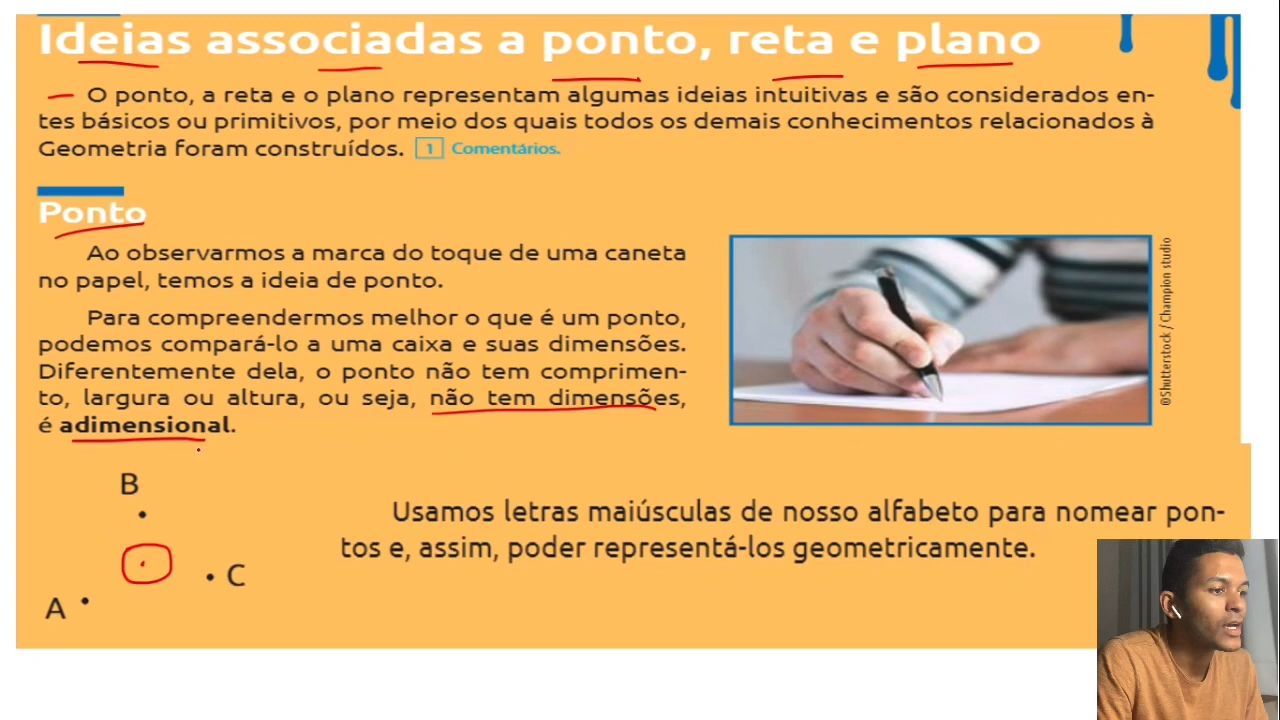 Ideias associadas a ponto, reta e plano
O ponto, a reta e o plano representam algumas ideias intuitivas e são considerados en-
tes básicos ou primitivos, por meio dos quais todos os demais conhecimentos relacionados à
Geometria foram construídos. 1 Comentários.
Ponto
Ao observarmos a marca do toque de uma caneta
no papel, temos a ideia de ponto.
Para compreendermos melhor o que é um ponto,
podemos compará-lo a uma caixa e suas dimensões.
Diferentemente dela, o ponto não tem comprimen-
to, largura ou altura, ou seja, não tem dimensões,
é adimensional.
©Shutterstock / Champion studio
B
C
A
Usamos letras maiúsculas de nosso alfabeto para nomear pon-
tos e, assim, poder representá-los geometricamente.